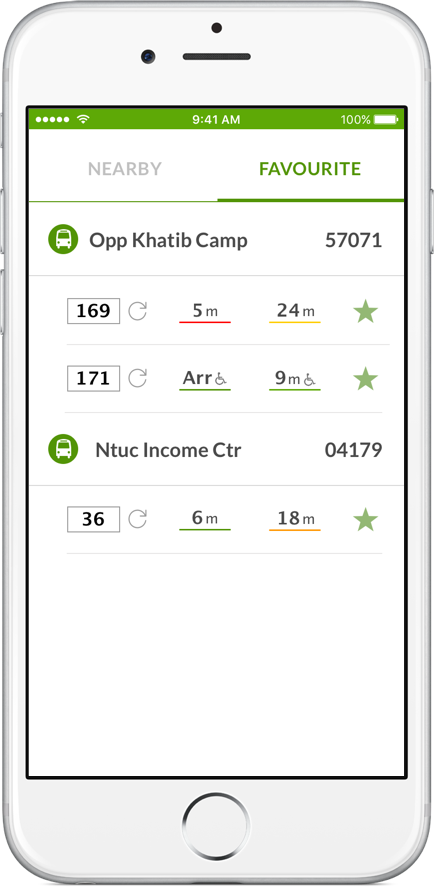 9:41 AM 100%
NEARBY FAVOURITE
Opp Khatib Camp 57071
169 5 m 24 m
171 Arr 9 m
Ntuc Income Ctr 04179
36 6 m 18 m